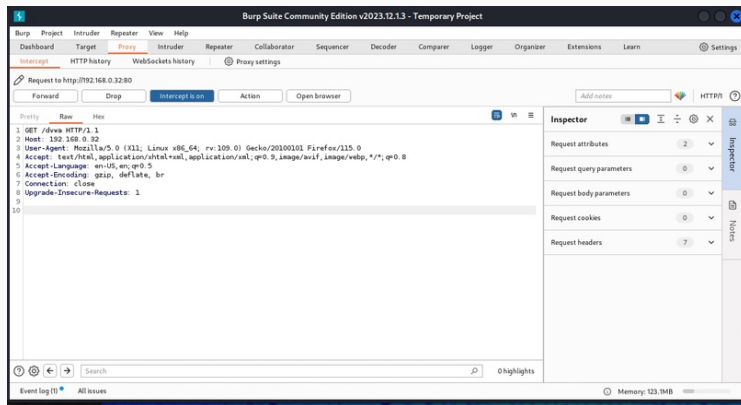 Burp Suite Community Edition v2023.12.1.3 - Temporary Project
Burp Project Intruder Repeater View Help
Dashboard Target Proxy Intruder Repeater Collaborator Sequencer Decoder Comparer Logger Organizer Extensions Learn Settings
Intercept HTTP history WebSockets history Proxy settings
Request to http://192.168.0.32:80
Forward Drop Intercept is on Action Open browser Add notes HTTP/1
Pretty Raw Hex \n
1 GET /dvwa HTTP/1.1
2 Host: 192.168.0.32
3 User-Agent: Mozilla/5.0 (X11; Linux x86_64; rv:109.0) Gecko/20100101 Firefox/115.0
4 Accept: text/html,application/xhtml+xml,application/xml;q=0.9,image/avif,image/webp,*/*;q=0.8
5 Accept-Language: en-US,en;q=0.5
6 Accept-Encoding: gzip, deflate, br
7 Connection: close
8 Upgrade-Insecure-Requests: 1
9
10
Inspector
Request attributes 2
Request query parameters 0
Request body parameters 0
Request cookies 0
Request headers 7
Inspector
Notes
Search 0 highlights
Event log (1) All issues Memory: 123.1MB